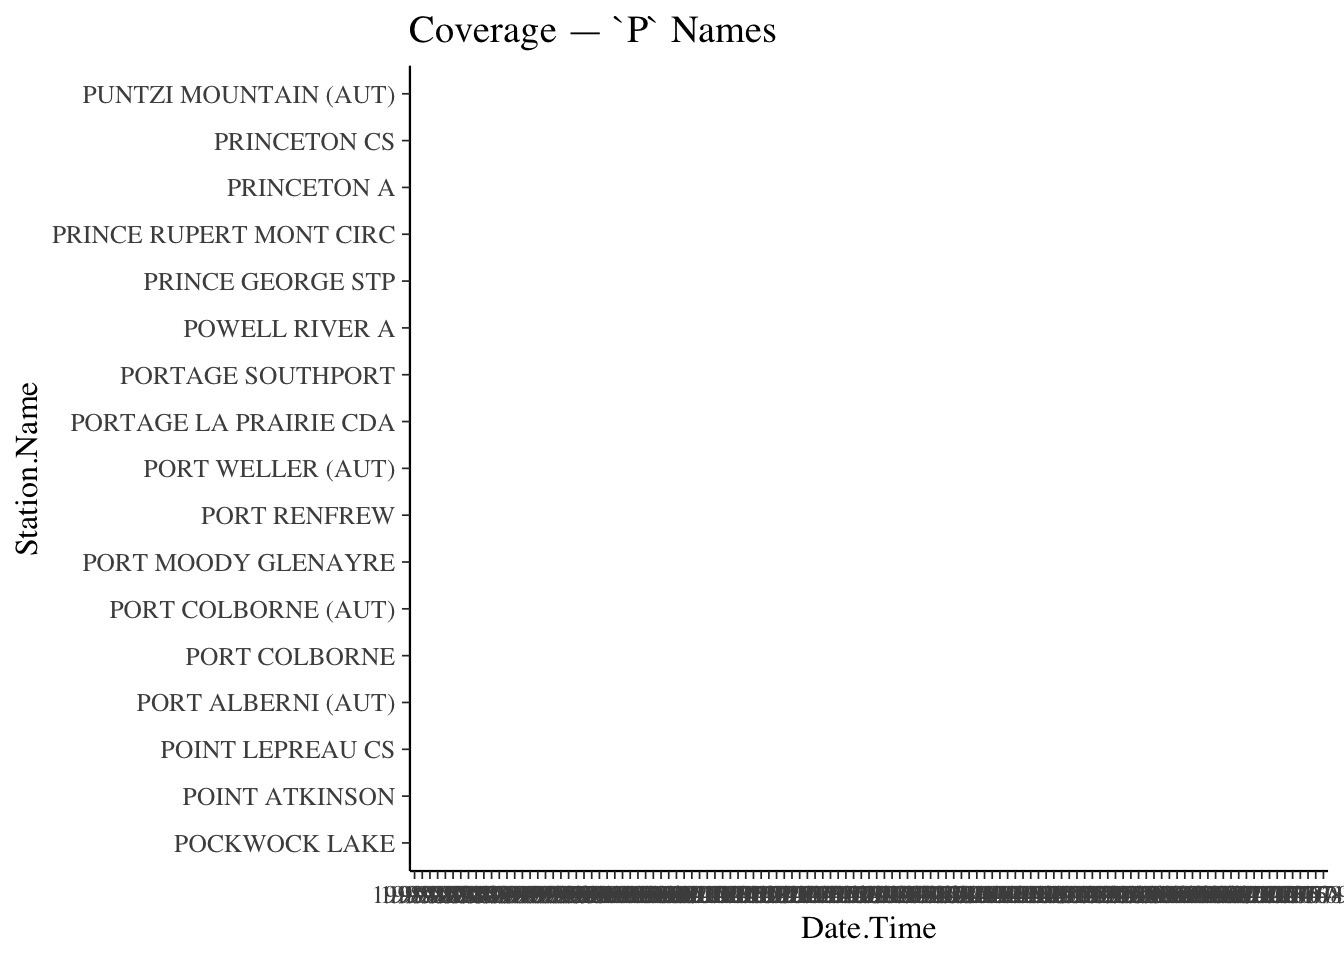 Coverage — `P` Names
PUNTZI MOUNTAIN (AUT)
PRINCETON CS
PRINCETON A
PRINCE RUPERT MONT CIRC
PRINCE GEORGE STP
POWELL RIVER A
PORTAGE SOUTHPORT
PORTAGE LA PRAIRIE CDA
PORT WELLER (AUT)
PORT RENFREW
PORT MOODY GLENAYRE
PORT COLBORNE (AUT)
PORT COLBORNE
PORT ALBERNI (AUT)
POINT LEPREAU CS
POINT ATKINSON
POCKWOCK LAKE
Station.Name
Date.Time